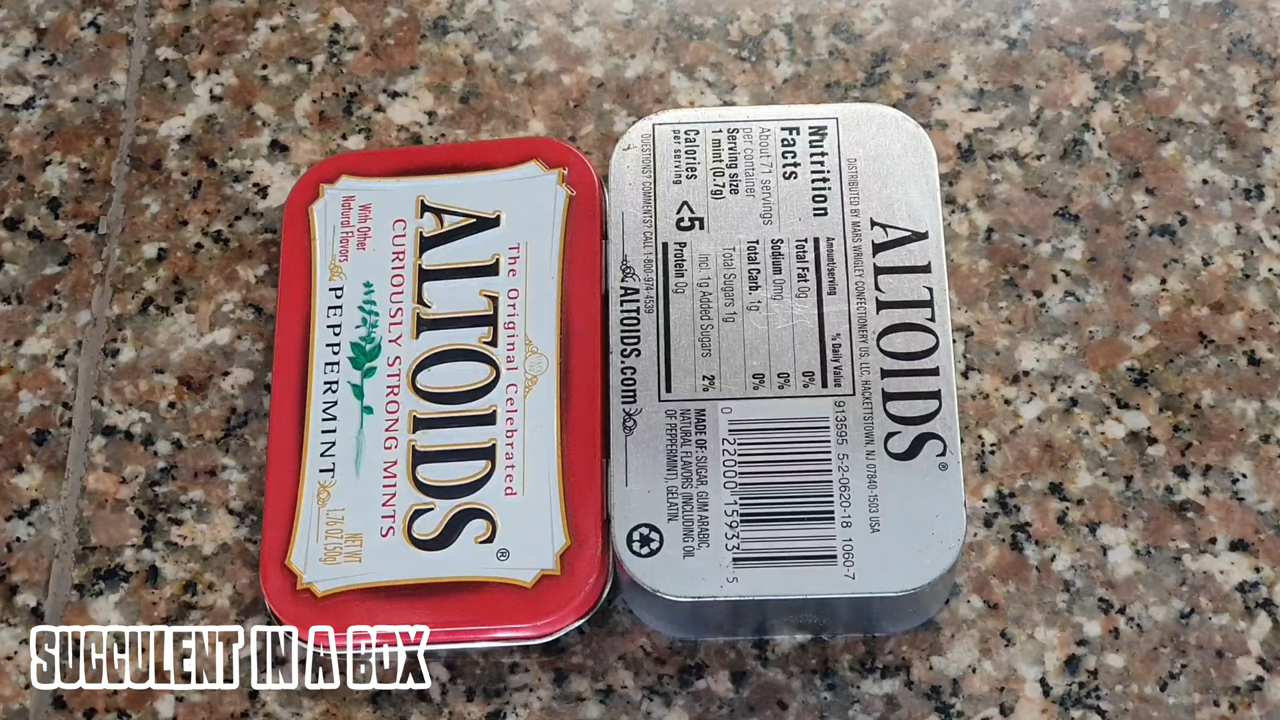 The Original Celebrated
ALTOIDS®
CURIOUSLY STRONG MINTS
With Other
Natural Flavors
PEPPERMINT
NET WT
1.76 OZ (50g)
ALTOIDS®
DISTRIBUTED BY MARS WRIGLEY CONFECTIONERY US, LLC, HACKETTSTOWN, NJ 07840-1503 USA
Nutrition
Facts
About 71 servings
per container
Serving size
1 mint (0.7g)
Calories
per serving <5
Amount/serving % Daily Value
Total Fat 0g 0%
Sodium 0mg 0%
Total Carb. 1g 0%
Total Sugars 1g
Incl. 1g Added Sugars 2%
Protein 0g
913595 5-2-0620-18 1060-7
0 22000 15933 5
MADE OF: SUGAR, GUM ARABIC,
NATURAL FLAVORS (INCLUDING OIL
OF PEPPERMINT), GELATIN.
QUESTIONS? COMMENTS? CALL 1-800-974-4539
ALTOIDS.com
SUCCULENT IN A BOX